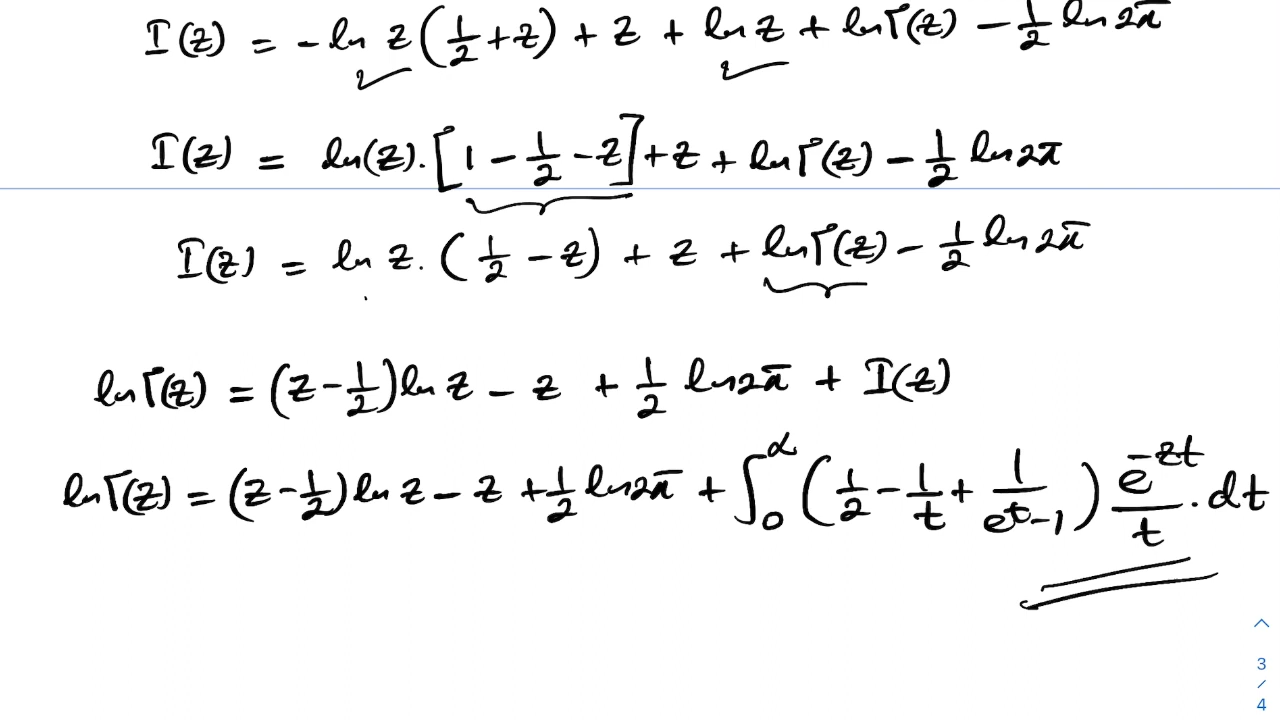 I(z) = -ln z (1/2 + z) + z + ln z + ln Γ(z) - 1/2 ln 2π
I(z) = ln(z) . [1 - 1/2 - z] + z + ln Γ(z) - 1/2 ln 2π
I(z) = ln z . (1/2 - z) + z + ln Γ(z) - 1/2 ln 2π
ln Γ(z) = (z - 1/2) ln z - z + 1/2 ln 2π + I(z)
ln Γ(z) = (z - 1/2) ln z - z + 1/2 ln 2π + ∫_0^∞ (1/2 - 1/t + 1/(e^t - 1)) e^{-zt}/t . dt
3
/
4